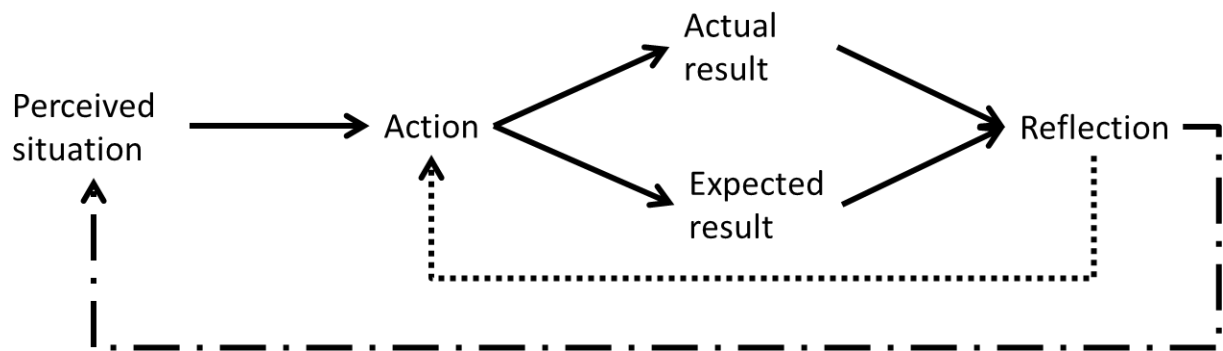 Perceived
situation
Action
Actual
result
Expected
result
Reflection